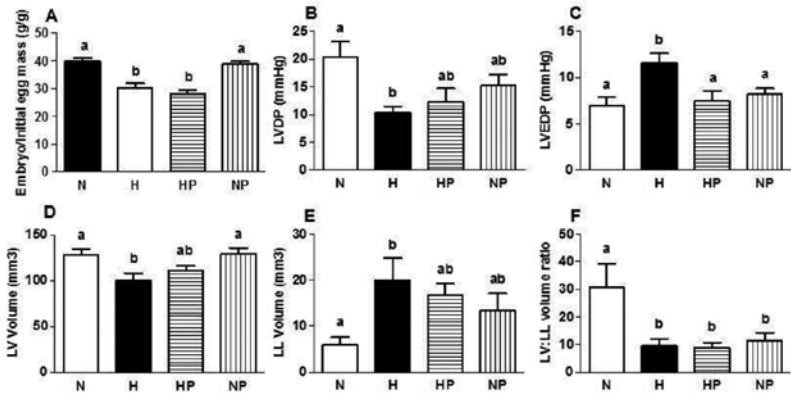 A
Embryo/Initial egg mass (g/g)
50
40
30
20
10
0
a b b a
N H HP NP
B
LVDP (mmHg)
25
20
15
10
5
0
a b ab ab
N H HP NP
C
LVEDP (mmHg)
15
10
5
0
a b a a
N H HP NP
D
LV Volume (mm3)
150
100
50
0
a b ab a
N H HP NP
E
LL Volume (mm3)
30
20
10
0
a b ab ab
N H HP NP
F
LV:LL volume ratio
50
40
30
20
10
0
a b b b
N H HP NP